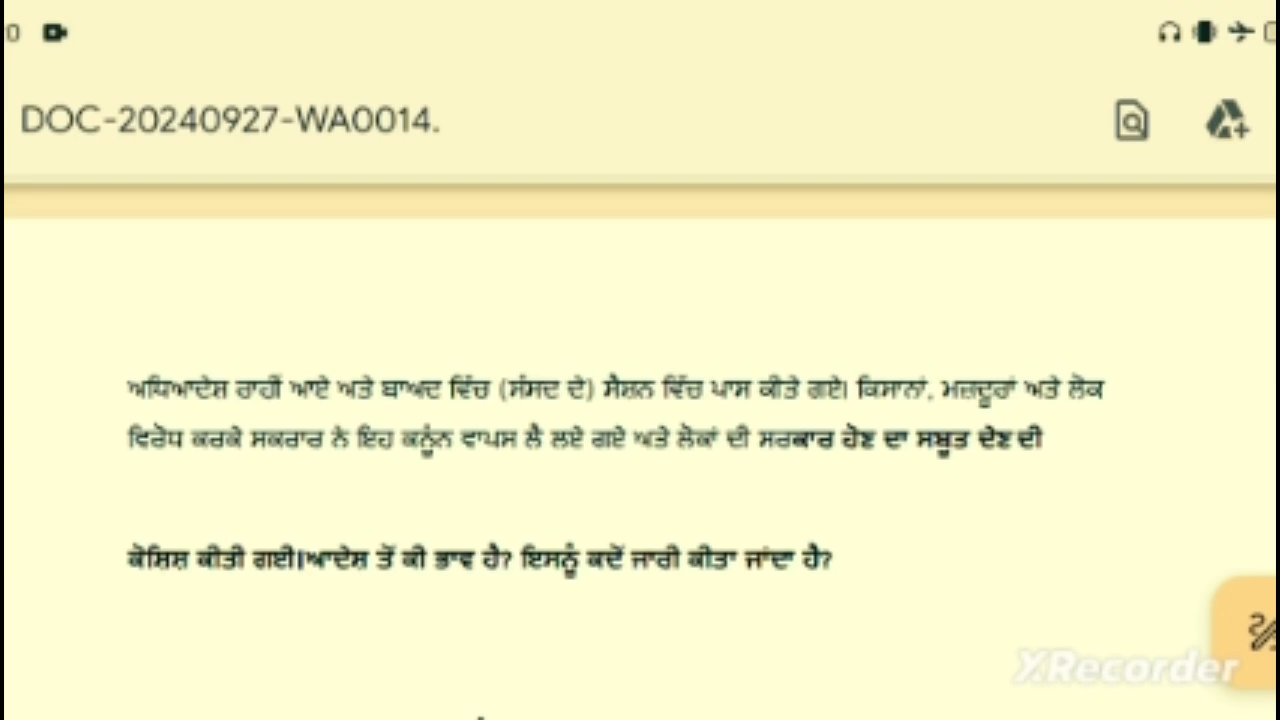 DOC-20240927-WA0014.
ਅਧਿਆਦੇਸ਼ ਰਾਹੀਂ ਆਏ ਅਤੇ ਬਾਅਦ ਵਿੱਚ (ਸੰਸਦ ਦੇ) ਸੈਸ਼ਨ ਵਿੱਚ ਪਾਸ ਕੀਤੇ ਗਏ। ਕਿਸਾਨਾਂ, ਮਜ਼ਦੂਰਾਂ ਅਤੇ ਲੋਕ
ਵਿਰੋਧ ਕਰਕੇ ਸਕਰਾਰ ਨੇ ਇਹ ਕਨੂੰਨ ਵਾਪਸ ਲੈ ਲਏ ਗਏ ਅਤੇ ਲੋਕਾਂ ਦੀ ਸਰਕਾਰ ਹੋਣ ਦਾ ਸਬੂਤ ਦੇਣ ਦੀ
ਕੋਸ਼ਿਸ਼ ਕੀਤੀ ਗਈ।ਆਦੇਸ਼ ਤੋਂ ਕੀ ਭਾਵ ਹੈ? ਇਸਨੂੰ ਕਦੋਂ ਜਾਰੀ ਕੀਤਾ ਜਾਂਦਾ ਹੈ?
XRecorder